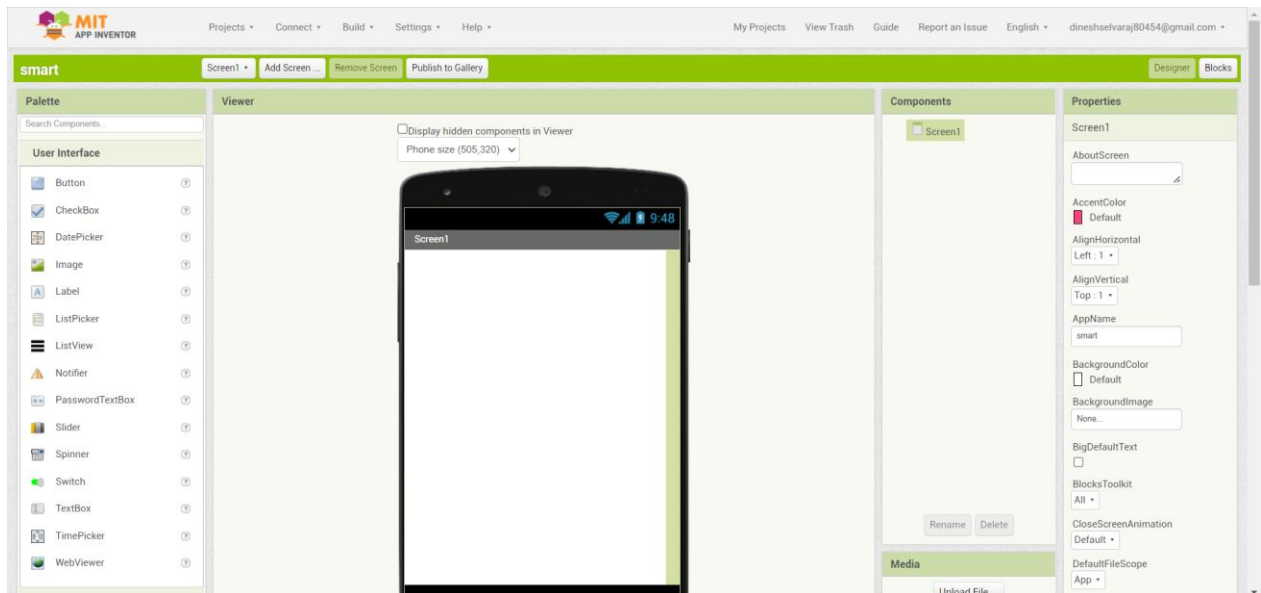 MIT
APP INVENTOR
Projects Connect Build Settings Help My Projects View Trash Guide Report an Issue English dineshselvaraj80454@gmail.com
smart Screen1 Add Screen ... Remove Screen Publish to Gallery Designer Blocks
Palette
Search Components...
User Interface
Button
CheckBox
DatePicker
Image
Label
ListPicker
ListView
Notifier
PasswordTextBox
Slider
Spinner
Switch
TextBox
TimePicker
WebViewer
Viewer
Display hidden components in Viewer
Phone size (505,320)
9:48
Screen1
Components
Screen1
Rename Delete
Media
Upload File ...
Properties
Screen1
AboutScreen
AccentColor
Default
AlignHorizontal
Left : 1
AlignVertical
Top : 1
AppName
smart
BackgroundColor
Default
BackgroundImage
None...
BigDefaultText
BlocksToolkit
All
CloseScreenAnimation
Default
DefaultFileScope
App